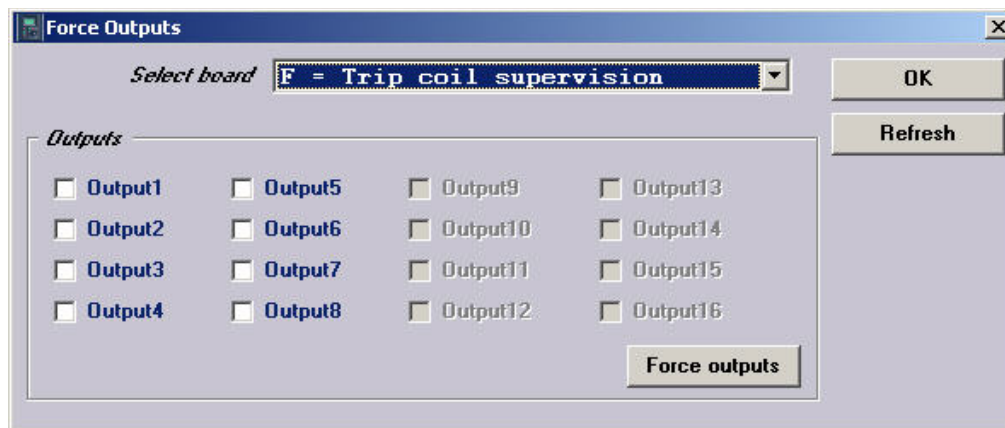 Force Outputs
Select board F = Trip coil supervision
OK
Refresh
Outputs
Output1 Output5 Output9 Output13
Output2 Output6 Output10 Output14
Output3 Output7 Output11 Output15
Output4 Output8 Output12 Output16
Force outputs